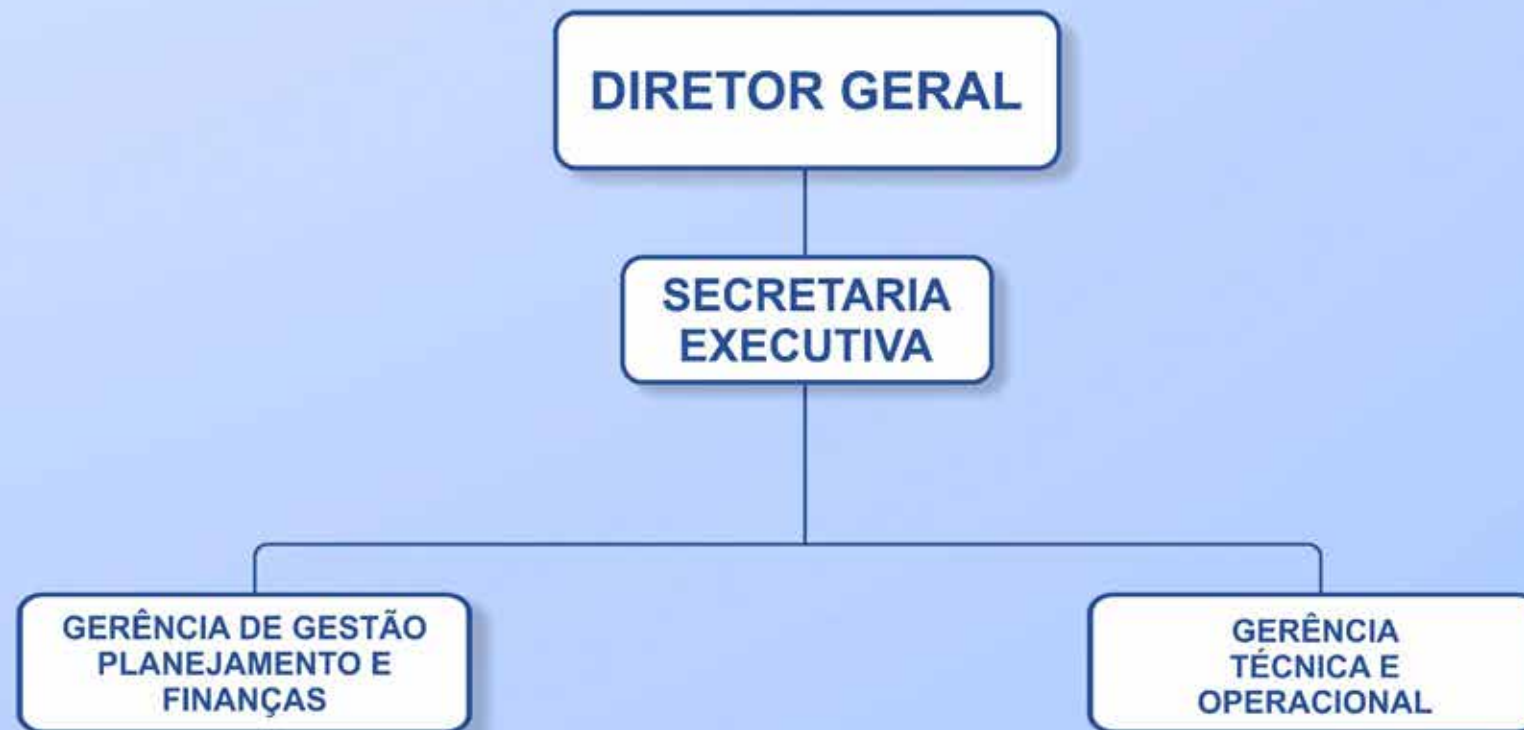 DIRETOR GERAL
SECRETARIA
EXECUTIVA
GERÊNCIA DE GESTÃO
PLANEJAMENTO E
FINANÇAS
GERÊNCIA
TÉCNICA E
OPERACIONAL